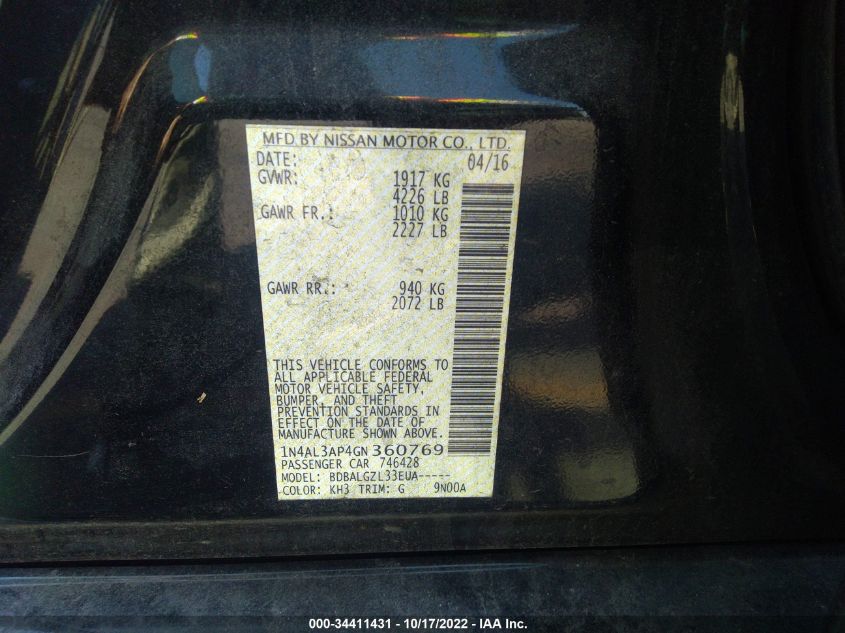 MFD.BY NISSAN MOTOR CO., LTD.
DATE: 04/16
GVWR: 1917 KG
4226 LB
GAWR FR.: 1010 KG
2227 LB
GAWR RR.: 940 KG
2072 LB
THIS VEHICLE CONFORMS TO
ALL APPLICABLE FEDERAL
MOTOR VEHICLE SAFETY,
BUMPER, AND THEFT
PREVENTION STANDARDS IN
EFFECT ON THE DATE OF
MANUFACTURE SHOWN ABOVE.
1N4AL3AP4GN360769
PASSENGER CAR 746428
MODEL: BDBALGZL33EUA-----
COLOR: KH3 TRIM: G 9N00A
000-34411431 - 10/17/2022 - IAA Inc.